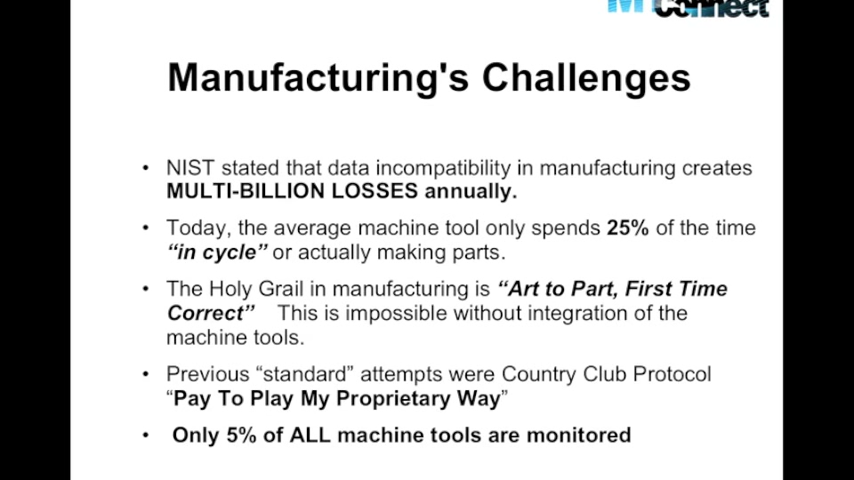 Connect
Manufacturing's Challenges
• NIST stated that data incompatibility in manufacturing creates
MULTI-BILLION LOSSES annually.
• Today, the average machine tool only spends 25% of the time
“in cycle” or actually making parts.
• The Holy Grail in manufacturing is “Art to Part, First Time
Correct” This is impossible without integration of the
machine tools.
• Previous “standard” attempts were Country Club Protocol
“Pay To Play My Proprietary Way”
• Only 5% of ALL machine tools are monitored